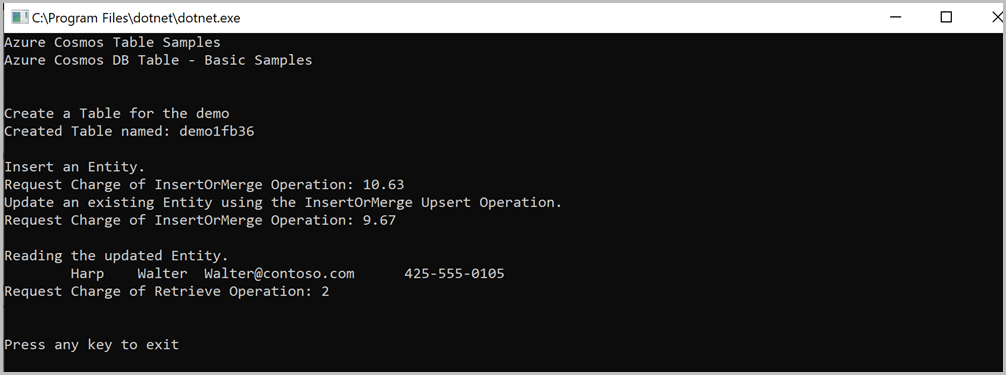 C:\Program Files\dotnet\dotnet.exe
Azure Cosmos Table Samples
Azure Cosmos DB Table - Basic Samples
Create a Table for the demo
Created Table named: demo1fb36
Insert an Entity.
Request Charge of InsertOrMerge Operation: 10.63
Update an existing Entity using the InsertOrMerge Upsert Operation.
Request Charge of InsertOrMerge Operation: 9.67
Reading the updated Entity.
Harp Walter Walter@contoso.com 425-555-0105
Request Charge of Retrieve Operation: 2
Press any key to exit